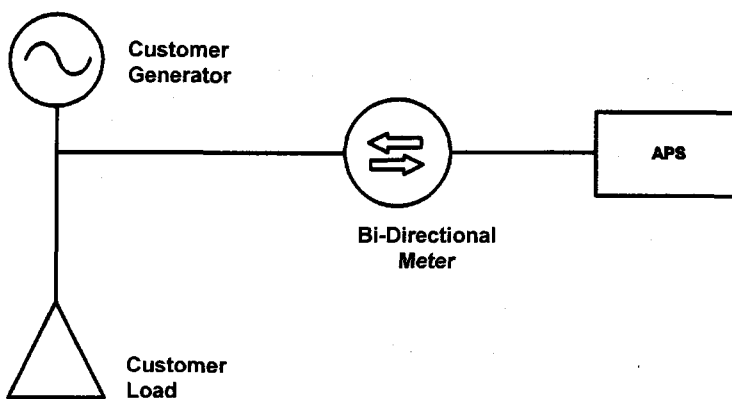 Customer
Generator
APS
Bi-Directional
Meter
Customer
Load